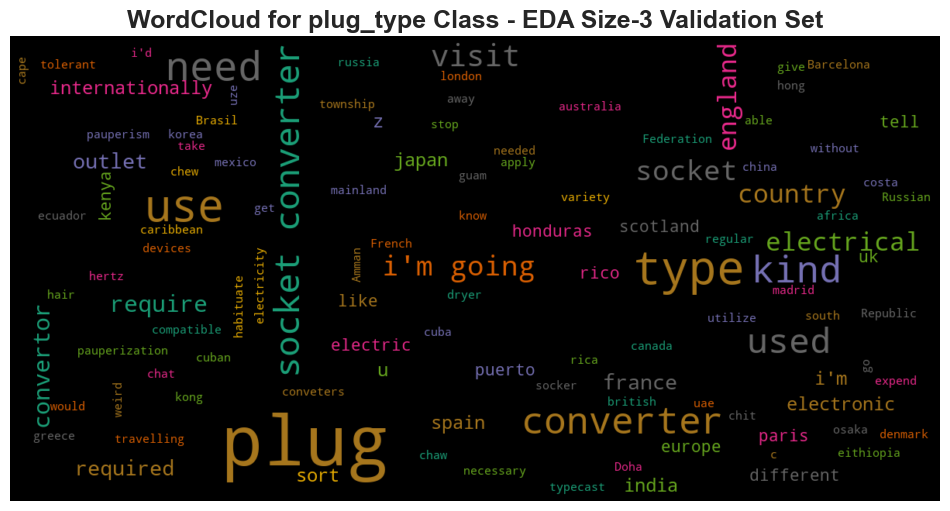 WordCloud for plug_type Class - EDA Size-3 Validation Set
cape
tolerant
i'd
need
internationally
uze
russia
visit
london
england
give
Barcelona
hong
township
away
australia
able
tell
Brasil
pauperism
korea
take
z
stop
Federation
without
outlet
chew
mexico
japan
needed
apply
guam
socket
china
country
costa
Russian
kenya
use
get
mainland
know
variety
africa
ecuador
caribbean
devices
socket converter
French
honduras
scotland
regular
electrical
uk
hertz
hair
require
habituate
electricity
Amman
i'm going
rico
type
kind
madrid
like
dryer
compatible
convertor
pauperization
cuban
electric
cuba
canada
utilize
south
Republic
used
chat
kong
u
puerto
rica
og
i'm
expend
would
weird
conveters
socker
france
british
uae
chit
electronic
greece
travelling
plug
spain
converter
paris
osaka
denmark
europe
eithiopia
required
sort
chaw
necessary
Doha
c
different
typecast
india